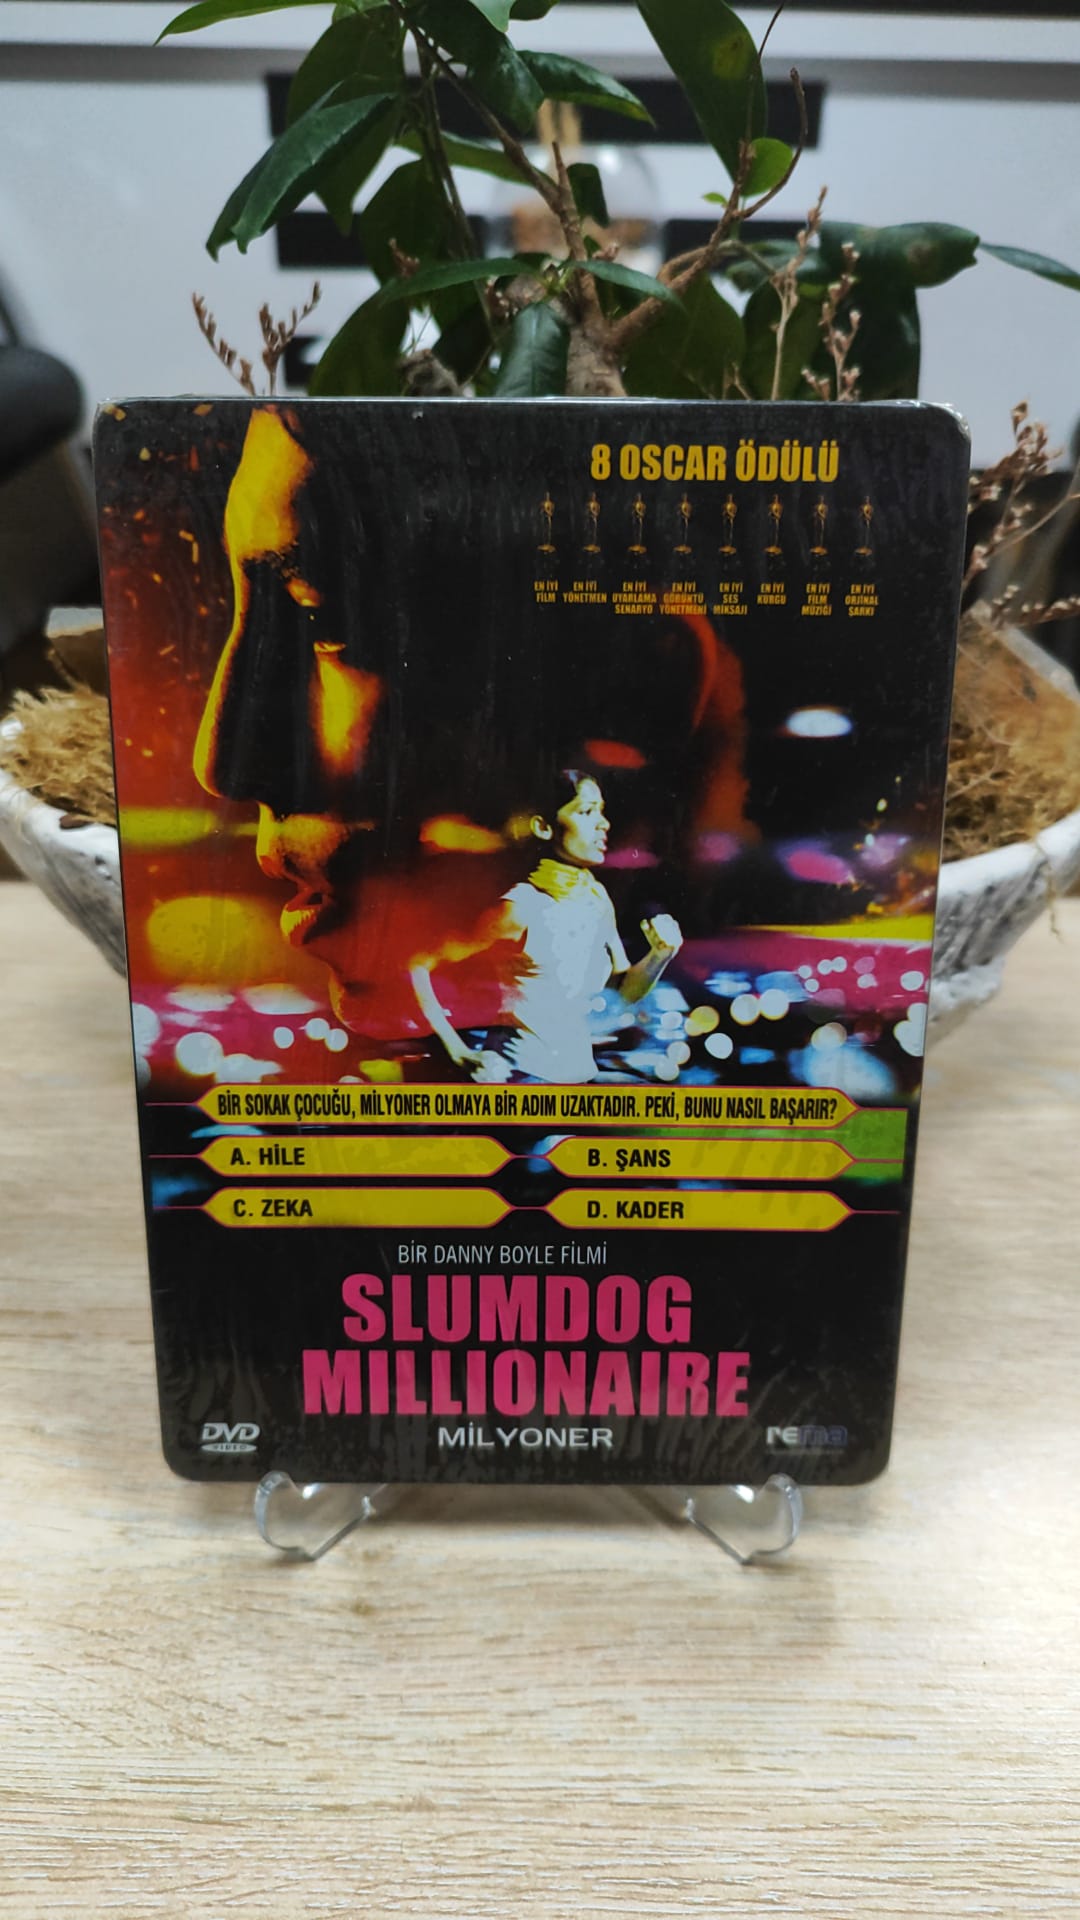 8 OSCAR ÖDÜLÜ
EN İYİ FİLM
EN İYİ YÖNETMEN
EN İYİ UYARLAMA SENARYO
EN İYİ GÖRÜNTÜ YÖNETMENİ
EN İYİ SES MİKSAJI
EN İYİ KURGU
EN İYİ FİLM MÜZİĞİ
EN İYİ ORJİNAL ŞARKI
BİR SOKAK ÇOCUĞU, MİLYONER OLMAYA BİR ADIM UZAKTADIR. PEKİ, BUNU NASIL BAŞARIR?
A. HİLE
B. ŞANS
C. ZEKA
D. KADER
BİR DANNY BOYLE FİLMİ
SLUMDOG
MILLIONAIRE
MİLYONER
DVD
VIDEO
rema